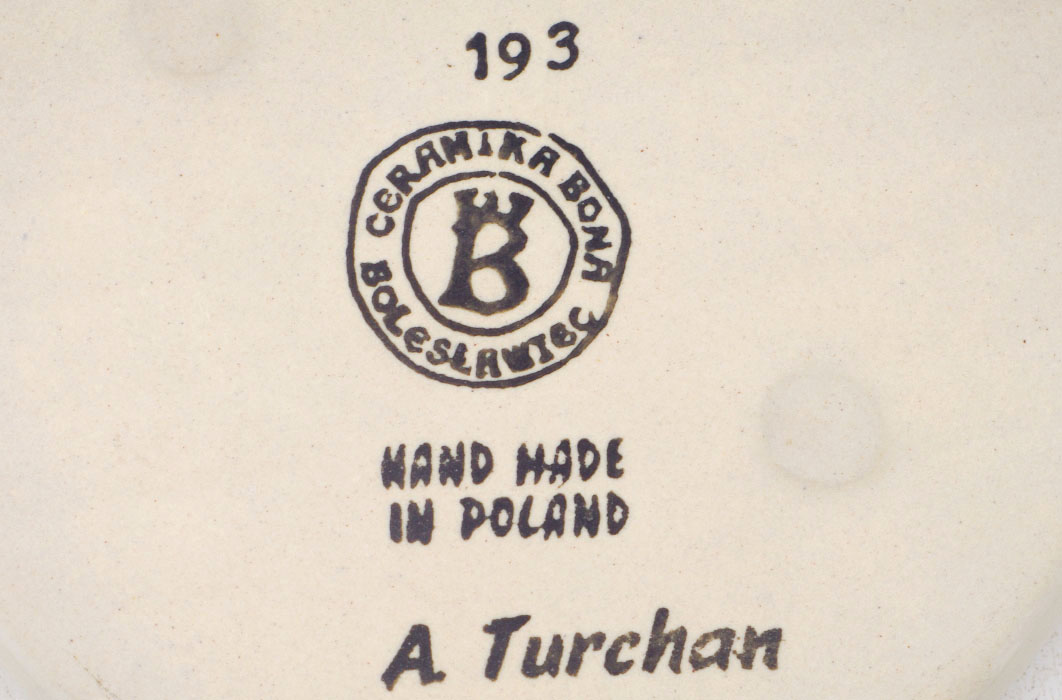 193
CERAMIKA BONA
B
BOLESŁAWIEC
HAND MADE
IN POLAND
A. Turchan